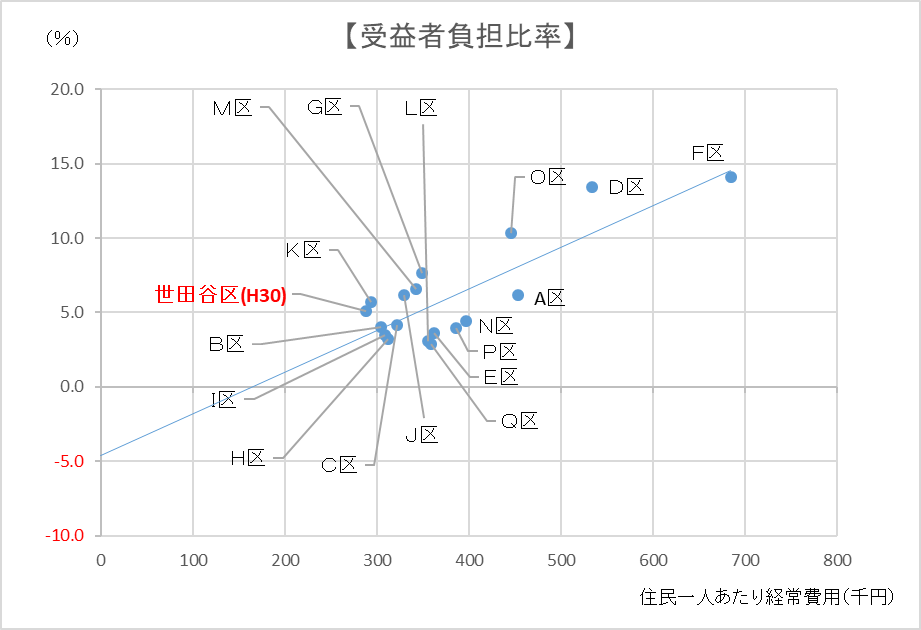 【受益者負担比率】
(%)
20.0
15.0
10.0
5.0
0.0
-5.0
-10.0
M区
G区
L区
F区
O区
D区
K区
世田谷区(H30)
A区
B区
N区
P区
E区
I区
Q区
J区
H区
C区
0 100 200 300 400 500 600 700 800
住民一人あたり経常費用(千円)